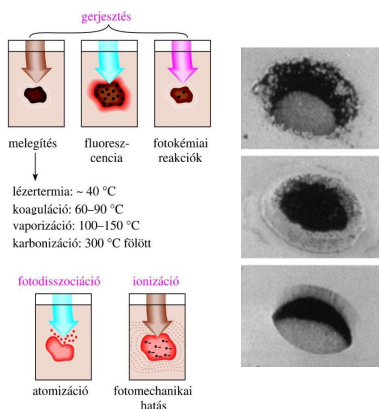 gerjesztés
melegítés
fluoresz-
cencia
fotokémiai
reakciók
lézertermia: ~ 40 °C
koaguláció: 60–90 °C
vaporizáció: 100–150 °C
karbonizáció: 300 °C fölött
fotodisszociáció
ionizáció
atomizáció
fotomechanikai
hatás